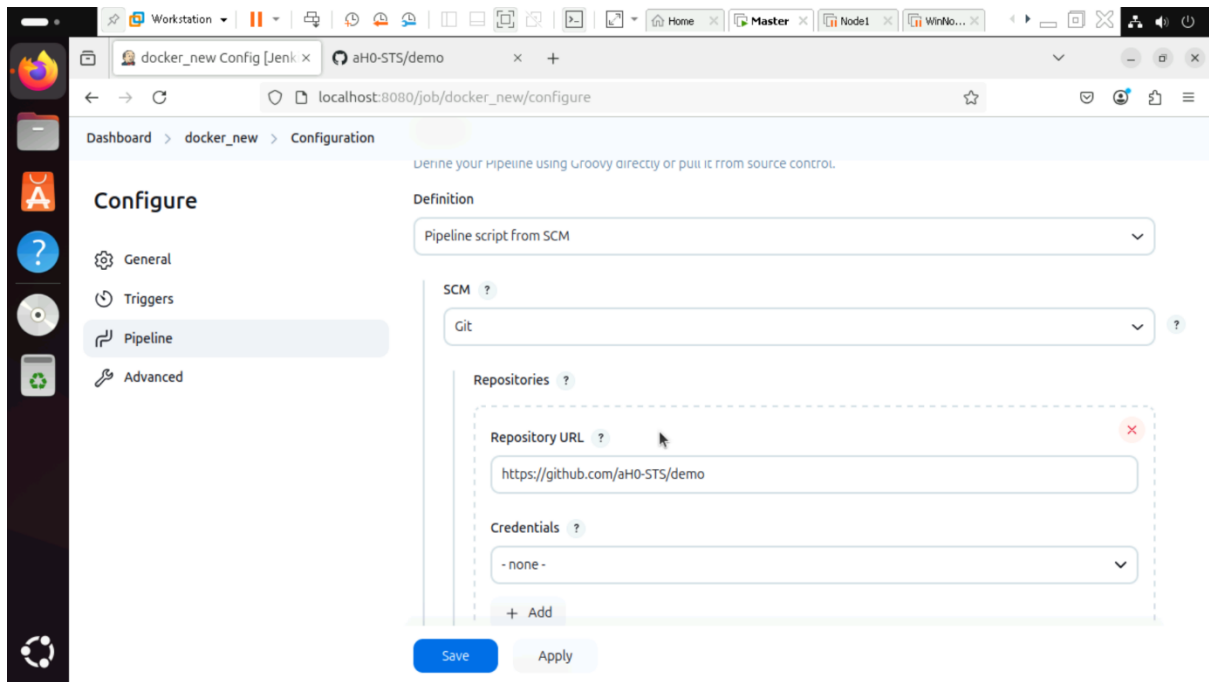 Workstation
Home
Master
Node1
WinNo...
docker_new Config [Jenk
aH0-STS/demo
localhost:8080/job/docker_new/configure
Dashboard > docker_new > Configuration
Define your Pipeline using Groovy directly or pull it from source control.
Configure
Definition
Pipeline script from SCM
General
SCM ?
Triggers
Git
?
Pipeline
Advanced
Repositories ?
Repository URL ?
https://github.com/aH0-STS/demo
Credentials ?
- none -
+ Add
Save
Apply